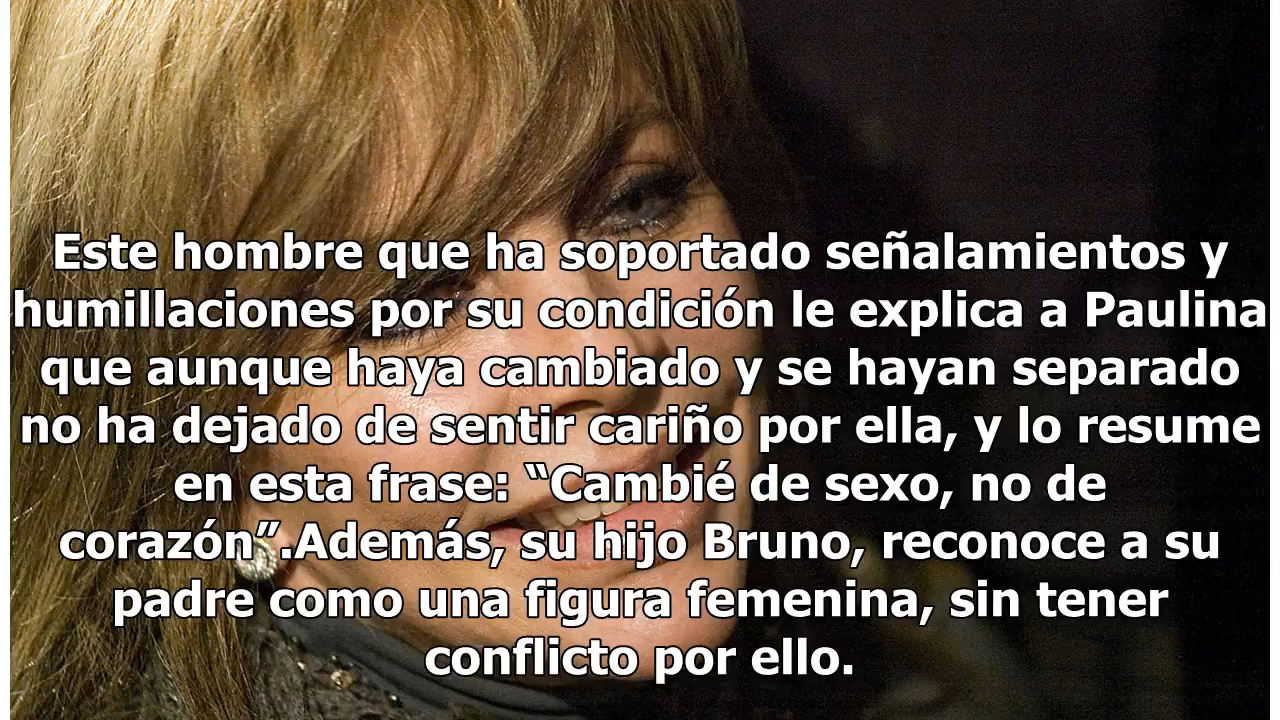 Este hombre que ha soportado señalamientos y
humillaciones por su condición le explica a Paulina
que aunque haya cambiado y se hayan separado
no ha dejado de sentir cariño por ella, y lo resume
en esta frase: “Cambié de sexo, no de
corazón”.Además, su hijo Bruno, reconoce a su
padre como una figura femenina, sin tener
conflicto por ello.